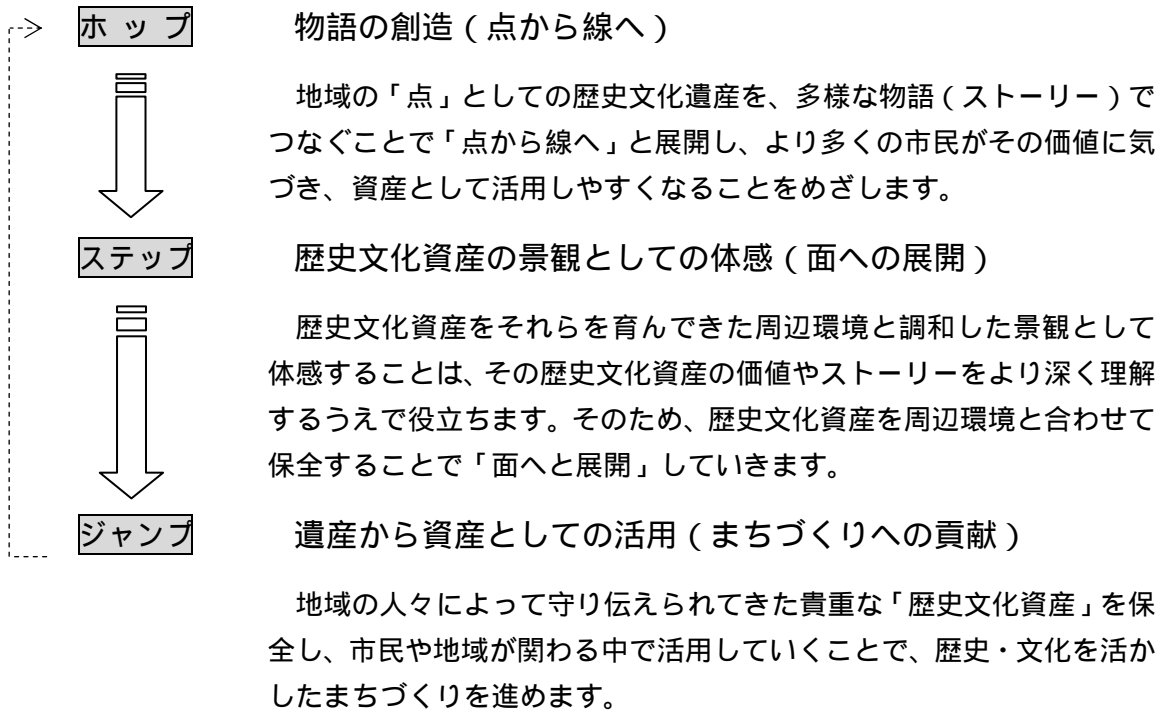 ホップ 物語の創造(点から線へ)
地域の「点」としての歴史文化遺産を、多様な物語(ストーリー)で
つなぐことで「点から線へ」と展開し、より多くの市民がその価値に気
づき、資産として活用しやすくなることをめざします。
ステップ 歴史文化資産の景観としての体感(面への展開)
歴史文化資産をそれらを育んできた周辺環境と調和した景観として
体感することは、その歴史文化資産の価値やストーリーをより深く理解
するうえで役立ちます。そのため、歴史文化資産を周辺環境と合わせて
保全することで「面へと展開」していきます。
ジャンプ 遺産から資産としての活用(まちづくりへの貢献)
地域の人々によって守り伝えられてきた貴重な「歴史文化資産」を保
全し、市民や地域が関わる中で活用していくことで、歴史・文化を活か
したまちづくりを進めます。